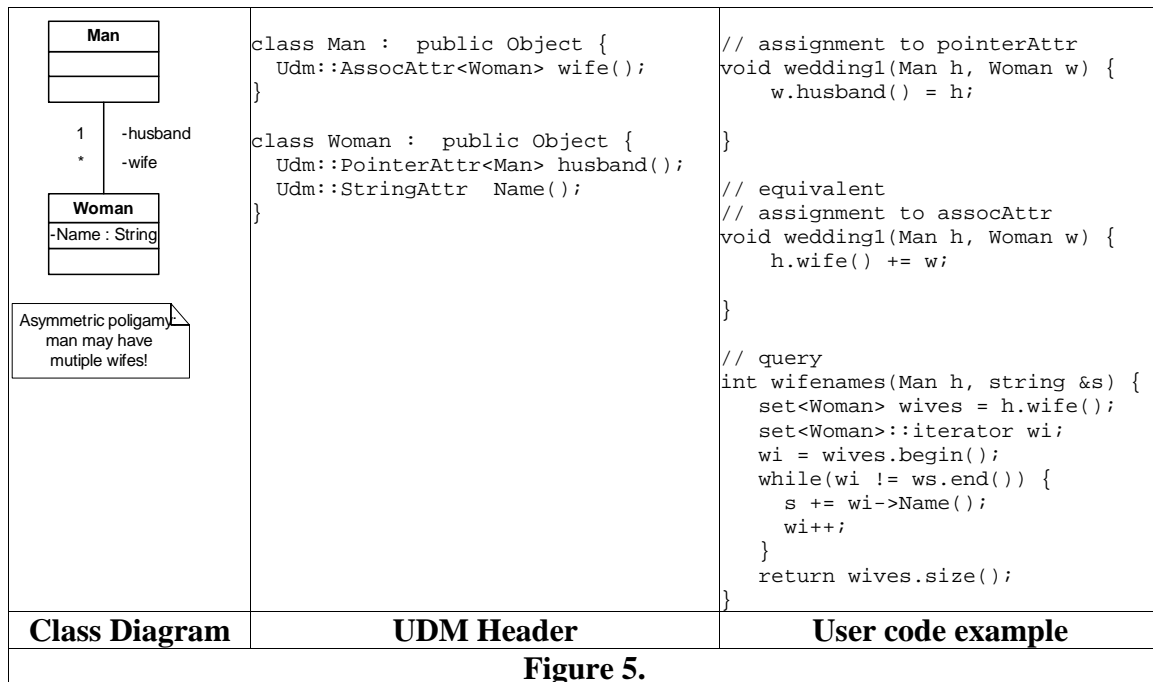 Man
1
-husband
*
-wife
Woman
-Name : String
Asymmetric poligamy:
man may have
mutiple wifes!
class Man :  public Object {
  Udm::AssocAttr<Woman> wife();
}
class Woman :  public Object {
  Udm::PointerAttr<Man> husband();
  Udm::StringAttr  Name();
}
// assignment to pointerAttr
void wedding1(Man h, Woman w) {
    w.husband() = h;
}
// equivalent
// assignment to assocAttr
void wedding1(Man h, Woman w) {
    h.wife() += w;
}
// query
int wifenames(Man h, string &s) {
   set<Woman> wives = h.wife();
   set<Woman>::iterator wi;
   wi = wives.begin();
   while(wi != ws.end()) {
     s += wi->Name();
     wi++;
   }
   return wives.size();
}
Class Diagram
UDM Header
User code example
Figure 5.